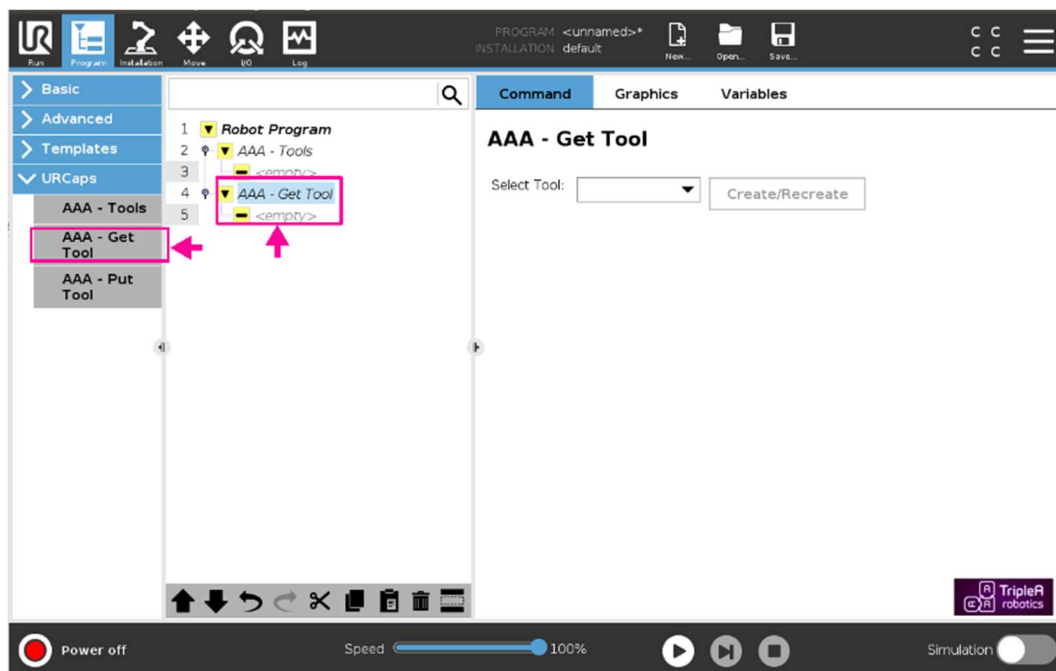 UR
PROGRAM <unnamed>*
INSTALLATION default
Run
Program
Installation
Move
I/O
Log
New...
Open...
Save...
C C
C C
Basic
Advanced
Templates
URCaps
AAA - Tools
AAA - Get
Tool
AAA - Put
Tool
1 Robot Program
2 AAA - Tools
3 <empty>
4 AAA - Get Tool
5 <empty>
Command Graphics Variables
AAA - Get Tool
Select Tool:
Create/Recreate
A
C A
TripleA
robotics
Power off
Speed 100%
Simulation